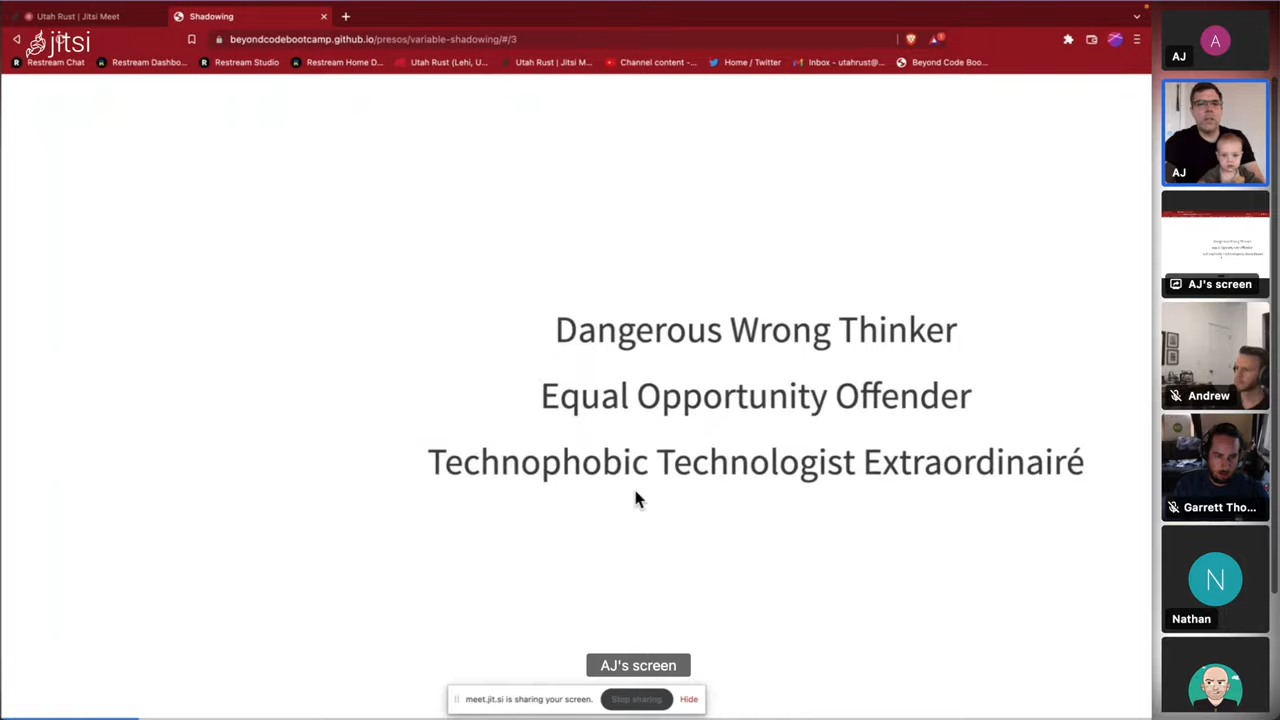 Utah Rust | Jitsi Meet
Shadowing
jitsi
beyondcodebootcamp.github.io/presos/variable-shadowing/#/3
Restream Chat
Restream Dashbo...
Restream Studio
Restream Home D...
Utah Rust (Lehi, U...
Utah Rust | Jitsi M...
Channel content -...
Home / Twitter
Inbox - utahrust@...
Beyond Code Boo...
Dangerous Wrong Thinker
Equal Opportunity Offender
Technophobic Technologist Extraordinairé
AJ's screen
meet.jit.si is sharing your screen.
Stop sharing
Hide
A
AJ
AJ
AJ's screen
Andrew
Garrett Tho...
N
Nathan